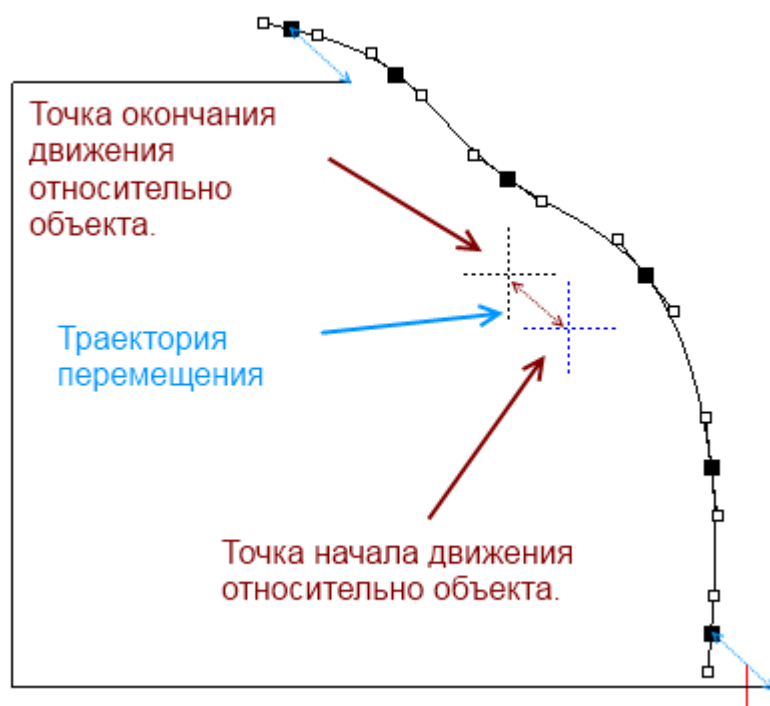 Точка окончания
движения
относительно
объекта.
Траектория
перемещения
Точка начала движения
относительно объекта.